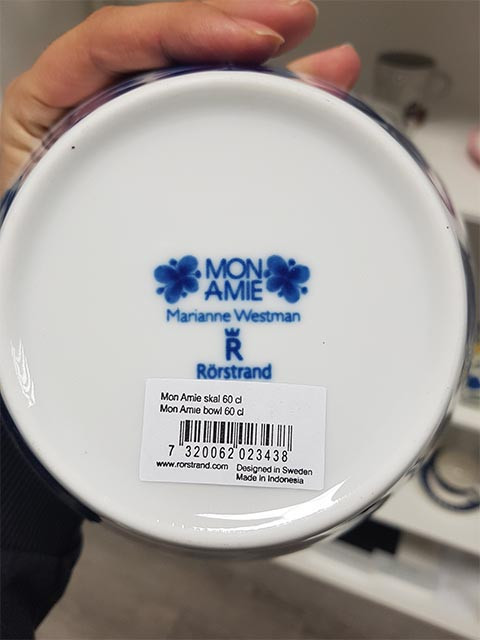 MON
AMIE
Marianne Westman
R
Rörstrand
Mon Amie skal 60 cl
Mon Amie bowl 60 cl
7 320062 023438
www.rorstrand.com Designed in Sweden
Made in Indonesia